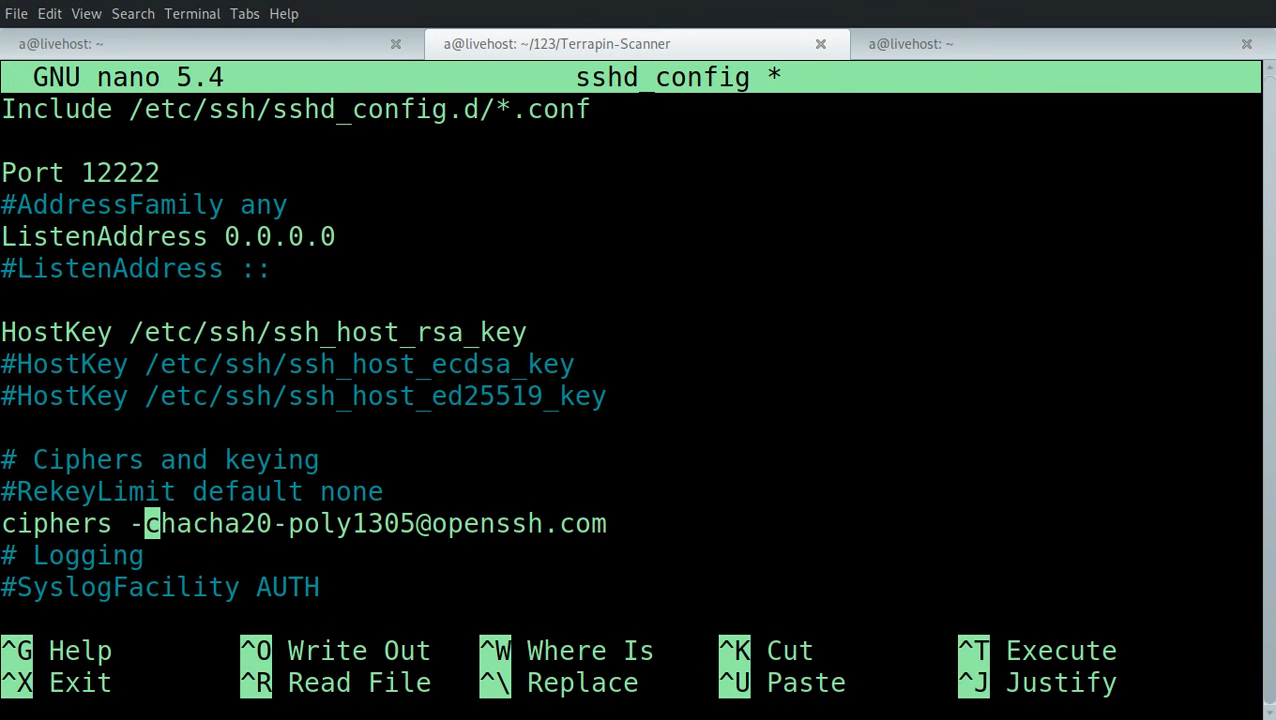 File Edit View Search Terminal Tabs Help
a@livehost: ~ a@livehost: ~/123/Terrapin-Scanner a@livehost: ~
GNU nano 5.4 sshd_config *
Include /etc/ssh/sshd_config.d/*.conf
Port 12222
#AddressFamily any
ListenAddress 0.0.0.0
#ListenAddress ::
HostKey /etc/ssh/ssh_host_rsa_key
#HostKey /etc/ssh/ssh_host_ecdsa_key
#HostKey /etc/ssh/ssh_host_ed25519_key
# Ciphers and keying
#RekeyLimit default none
ciphers -chacha20-poly1305@openssh.com
# Logging
#SyslogFacility AUTH
^G Help ^O Write Out ^W Where Is ^K Cut ^T Execute
^X Exit ^R Read File ^\ Replace ^U Paste ^J Justify